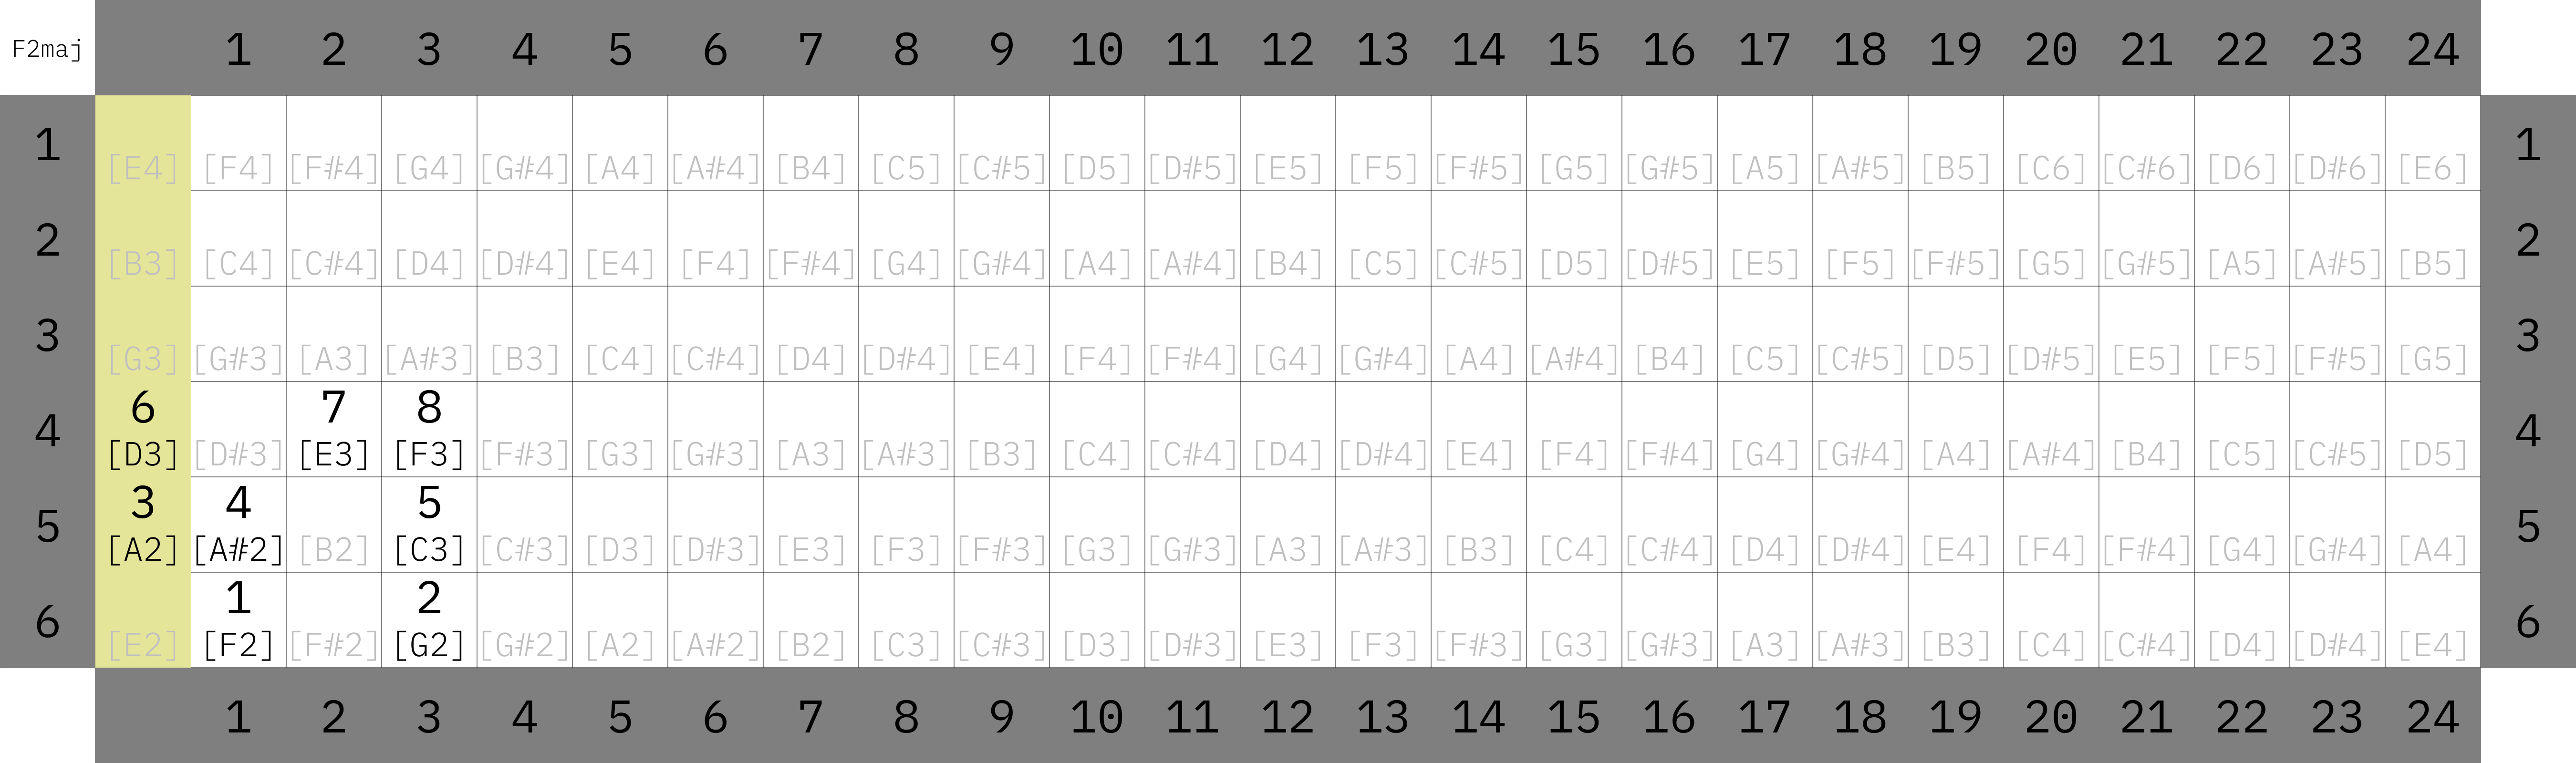 F2maj 1 2 3 4 5 6 7 8 9 10 11 12 13 14 15 16 17 18 19 20 21 22 23 24
1 [E4] [F4] [F#4] [G4] [G#4] [A4] [A#4] [B4] [C5] [C#5] [D5] [D#5] [E5] [F5] [F#5] [G5] [G#5] [A5] [A#5] [B5] [C6] [C#6] [D6] [D#6] [E6] 1
2 [B3] [C4] [C#4] [D4] [D#4] [E4] [F4] [F#4] [G4] [G#4] [A4] [A#4] [B4] [C5] [C#5] [D5] [D#5] [E5] [F5] [F#5] [G5] [G#5] [A5] [A#5] [B5] 2
3 [G3] [G#3] [A3] [A#3] [B3] [C4] [C#4] [D4] [D#4] [E4] [F4] [F#4] [G4] [G#4] [A4] [A#4] [B4] [C5] [C#5] [D5] [D#5] [E5] [F5] [F#5] [G5] 3
6 7 8
4 [D3] [D#3] [E3] [F3] [F#3] [G3] [G#3] [A3] [A#3] [B3] [C4] [C#4] [D4] [D#4] [E4] [F4] [F#4] [G4] [G#4] [A4] [A#4] [B4] [C5] [C#5] [D5] 4
3 4 5
5 [A2] [A#2] [B2] [C3] [C#3] [D3] [D#3] [E3] [F3] [F#3] [G3] [G#3] [A3] [A#3] [B3] [C4] [C#4] [D4] [D#4] [E4] [F4] [F#4] [G4] [G#4] [A4] 5
1 2
6 [E2] [F2] [F#2] [G2] [G#2] [A2] [A#2] [B2] [C3] [C#3] [D3] [D#3] [E3] [F3] [F#3] [G3] [G#3] [A3] [A#3] [B3] [C4] [C#4] [D4] [D#4] [E4] 6
1 2 3 4 5 6 7 8 9 10 11 12 13 14 15 16 17 18 19 20 21 22 23 24